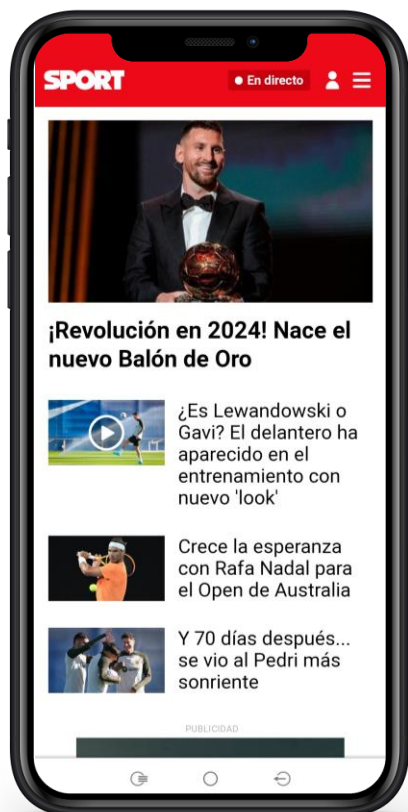 SPORT
En directo
¡Revolución en 2024! Nace el
nuevo Balón de Oro
¿Es Lewandowski o
Gavi? El delantero ha
aparecido en el
entrenamiento con
nuevo 'look'
Crece la esperanza
con Rafa Nadal para
el Open de Australia
Y 70 días después...
se vio al Pedri más
sonriente
PUBLICIDAD